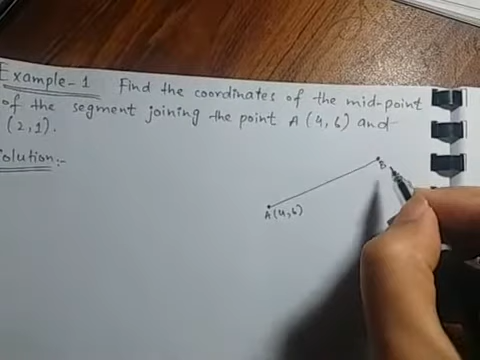 Example-1 Find the coordinates of the mid-point
of the segment joining the point A (4,6) and
(2,1).
Solution:-
B
A(4,6)